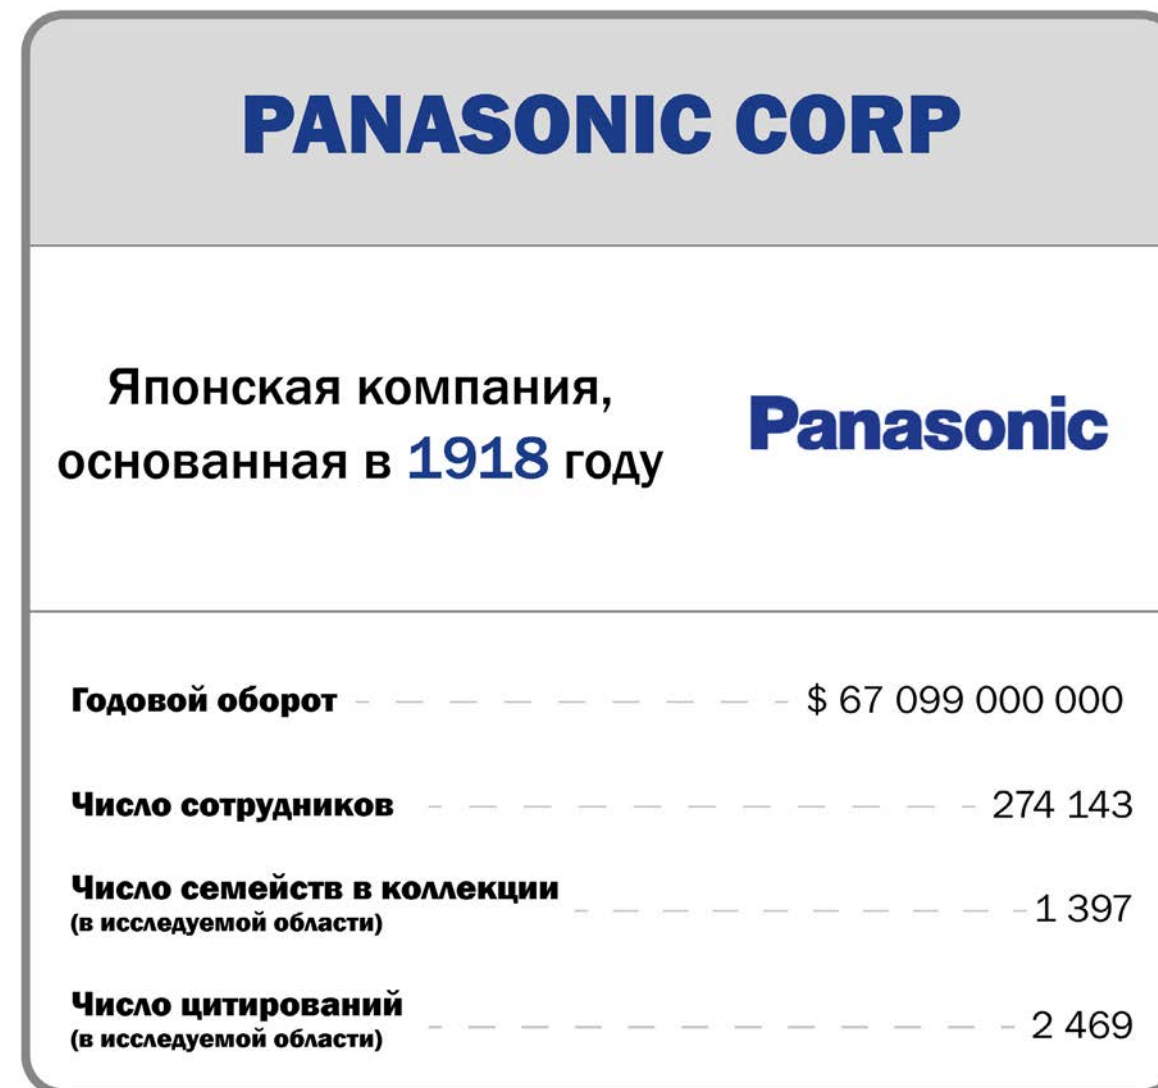 PANASONIC CORP
Японская компания,
основанная в 1918 году
Panasonic
Годовой оборот $ 67 099 000 000
Число сотрудников 274 143
Число семейств в коллекции
(в исследуемой области) 1 397
Число цитирований
(в исследуемой области) 2 469